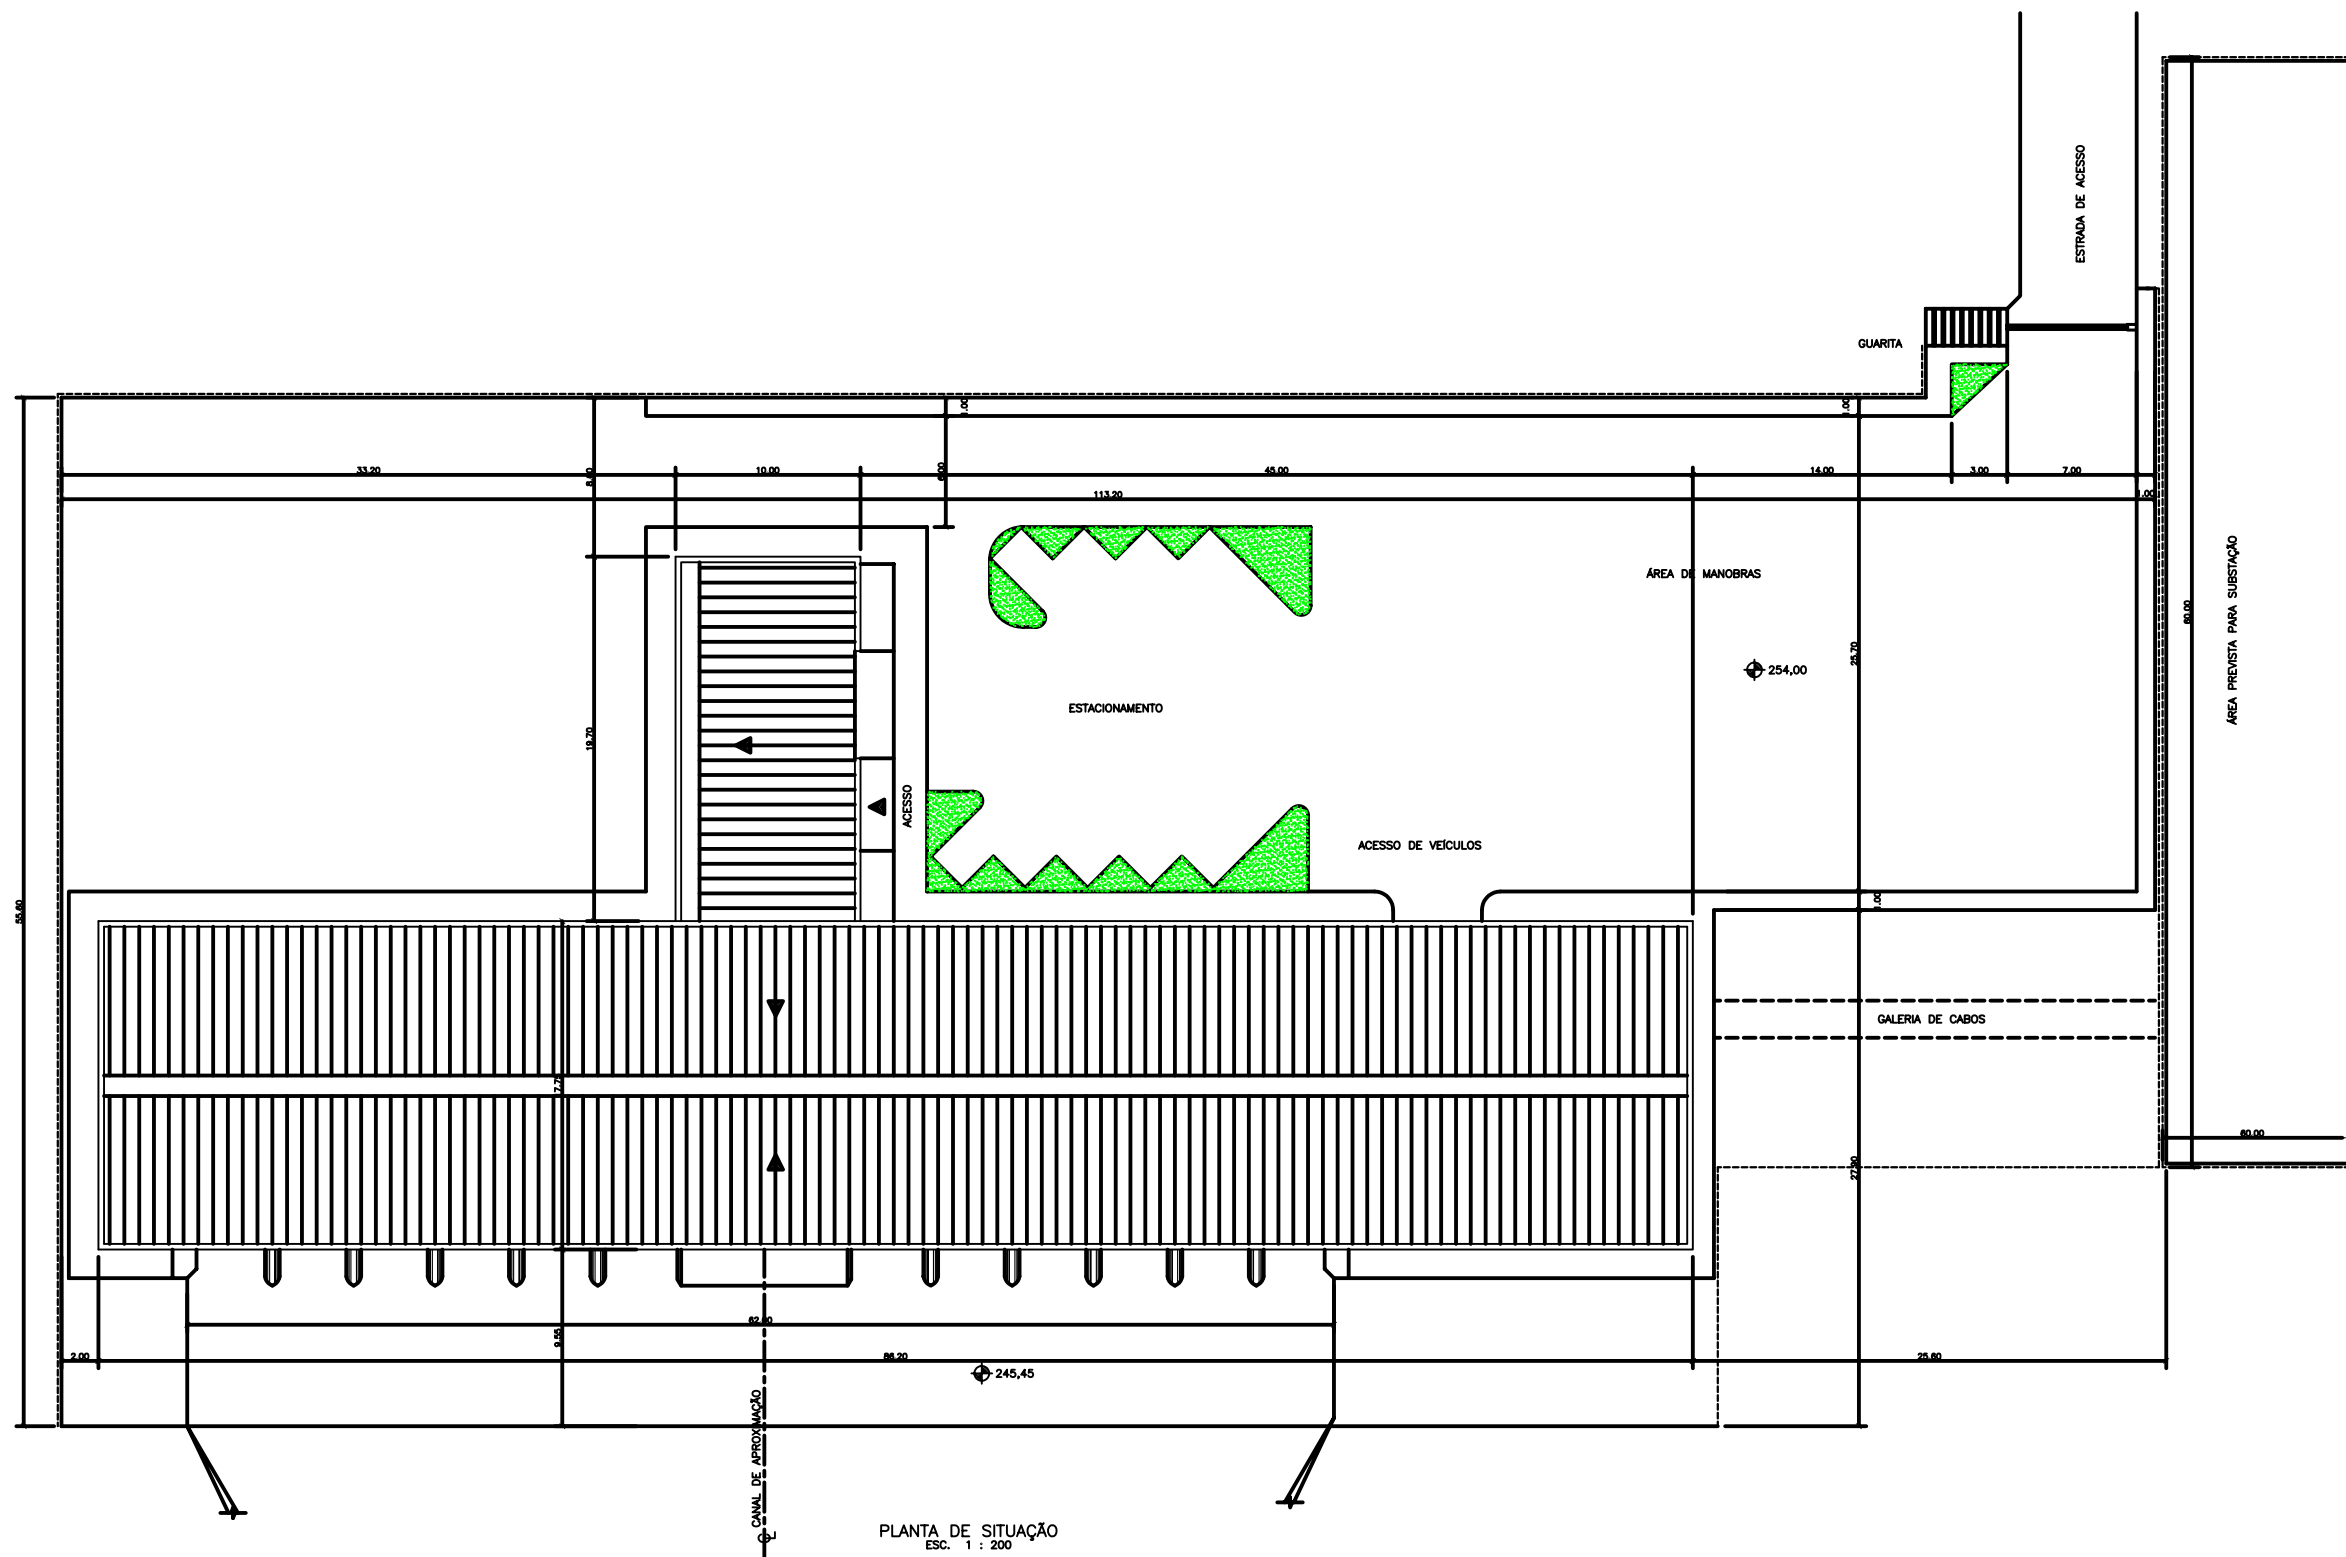 ESTRADA DE ACESSO
GUARITA
1.00
1.00
33.20
8.60
10.00
6.00
45.00
14.00
3.00
7.00
113.20
1.00
ÁREA DE MANOBRAS
ÁREA PREVISTA PARA SUBSTAÇÃO
60.00
25.70
254,00
ESTACIONAMENTO
19.70
ACESSO
ACESSO DE VEÍCULOS
55.60
1.00
GALERIA DE CABOS
60.00
27.90
9.55
2.00
86.20
25.60
245,45
CANAL DE APROXIMAÇÃO
PLANTA DE SITUAÇÃO
ESC. 1 : 200